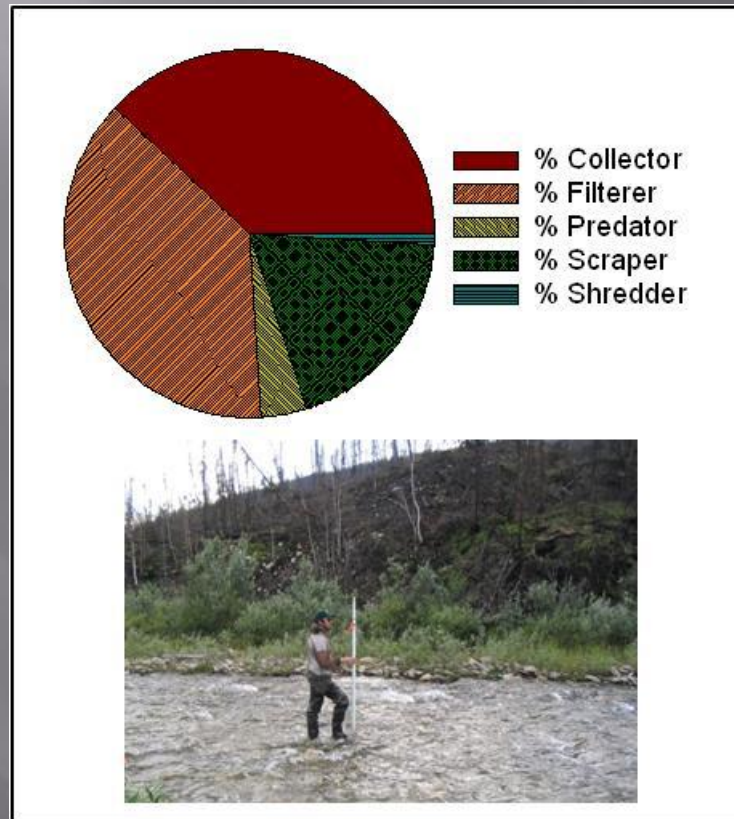 % Collector
% Filterer
% Predator
% Scraper
% Shredder